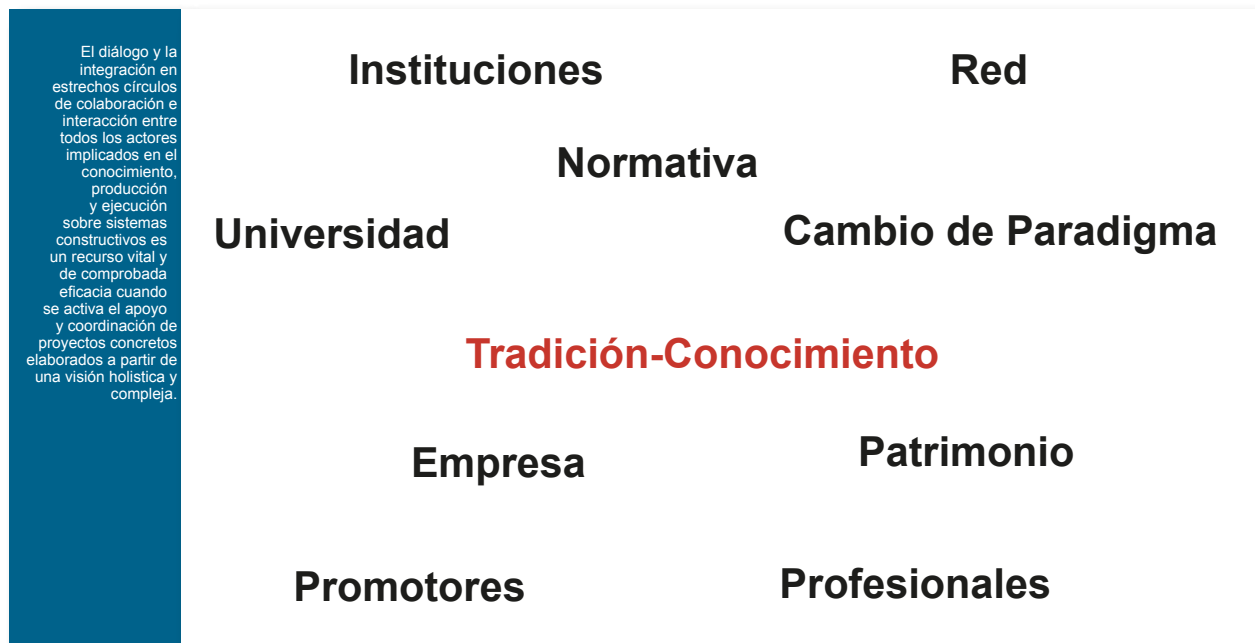 El diálogo y la
integración en
estrechos círculos
de colaboración e
interacción entre
todos los actores
implicados en el
conocimiento,
producción
y ejecución
sobre sistemas
constructivos es
un recurso vital y
de comprobada
eficacia cuando
se activa el apoyo
y coordinación de
proyectos concretos
elaborados a partir de
una visión holistica y
compleja.
Instituciones
Red
Normativa
Universidad
Cambio de Paradigma
Tradición-Conocimiento
Empresa
Patrimonio
Promotores
Profesionales